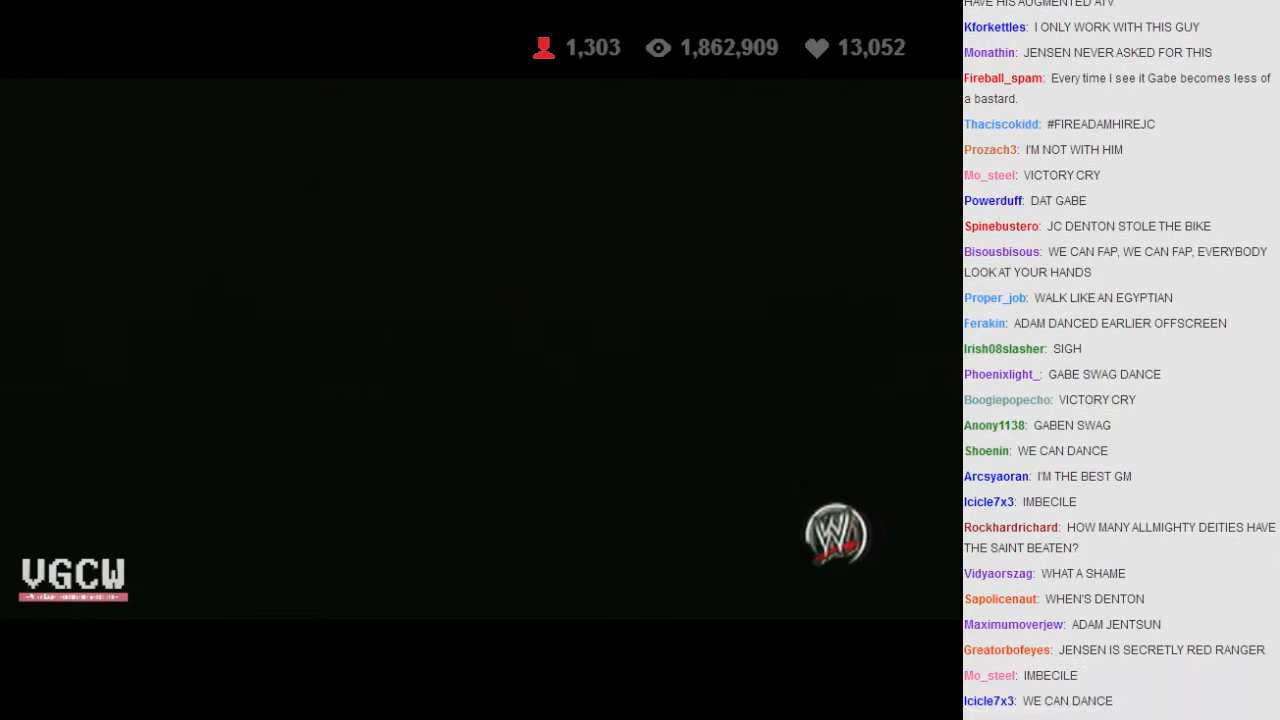 HAVE HIS AUGMENTED ATV
1,303 1,862,909 13,052
Kforkettles: I ONLY WORK WITH THIS GUY
Monathin: JENSEN NEVER ASKED FOR THIS
Fireball_spam: Every time I see it Gabe becomes less of
a bastard.
Thaciscokidd: #FIREADAMHIREJC
Prozach3: I'M NOT WITH HIM
Mo_steel: VICTORY CRY
Powerduff: DAT GABE
Spinebustero: JC DENTON STOLE THE BIKE
Bisousbisous: WE CAN FAP, WE CAN FAP, EVERYBODY
LOOK AT YOUR HANDS
Proper_job: WALK LIKE AN EGYPTIAN
Ferakin: ADAM DANCED EARLIER OFFSCREEN
Irish08slasher: SIGH
Phoenixlight_: GABE SWAG DANCE
Boogiepopecho: VICTORY CRY
Anony1138: GABEN SWAG
Shoenin: WE CAN DANCE
Arcsyaoran: I'M THE BEST GM
Icicle7x3: IMBECILE
Rockhardrichard: HOW MANY ALLMIGHTY DEITIES HAVE
THE SAINT BEATEN?
Vidyaorszag: WHAT A SHAME
Sapolicenaut: WHEN'S DENTON
Maximumoverjew: ADAM JENTSUN
Greatorbofeyes: JENSEN IS SECRETLY RED RANGER
Mo_steel: IMBECILE
Icicle7x3: WE CAN DANCE
VGCW
W